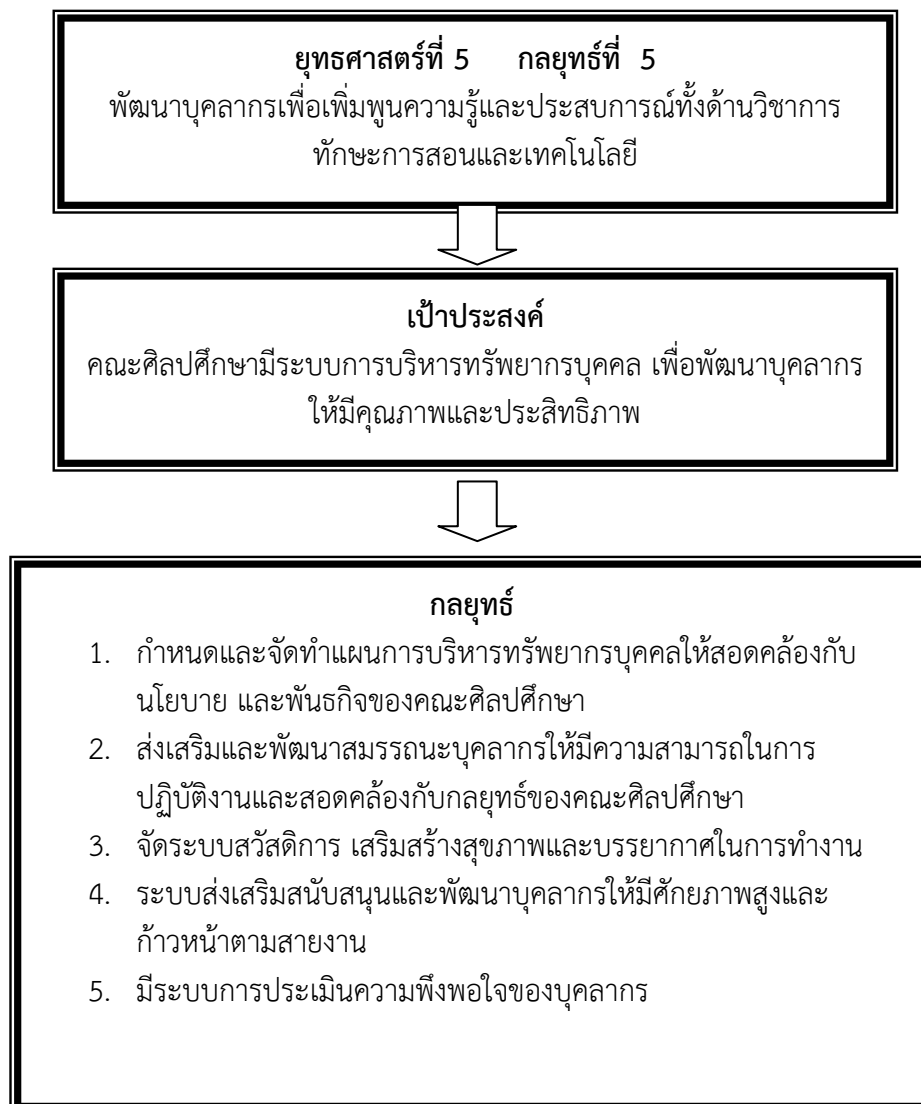 ยุทธศาสตร์ที่ 5 กลยุทธ์ที่ 5
พัฒนาบุคลากรเพื่อเพิ่มพูนความรู้และประสบการณ์ทั้งด้านวิชาการ
ทักษะการสอนและเทคโนโลยี
เป้าประสงค์
คณะศิลปศึกษามีระบบการบริหารทรัพยากรบุคคล เพื่อพัฒนาบุคลากร
ให้มีคุณภาพและประสิทธิภาพ
กลยุทธ์
1. กำหนดและจัดทำแผนการบริหารทรัพยากรบุคคลให้สอดคล้องกับ
นโยบาย และพันธกิจของคณะศิลปศึกษา
2. ส่งเสริมและพัฒนาสมรรถนะบุคลากรให้มีความสามารถในการ
ปฏิบัติงานและสอดคล้องกับกลยุทธ์ของคณะศิลปศึกษา
3. จัดระบบสวัสดิการ เสริมสร้างสุขภาพและบรรยากาศในการทำงาน
4. ระบบส่งเสริมสนับสนุนและพัฒนาบุคลากรให้มีศักยภาพสูงและ
ก้าวหน้าตามสายงาน
5. มีระบบการประเมินความพึงพอใจของบุคลากร